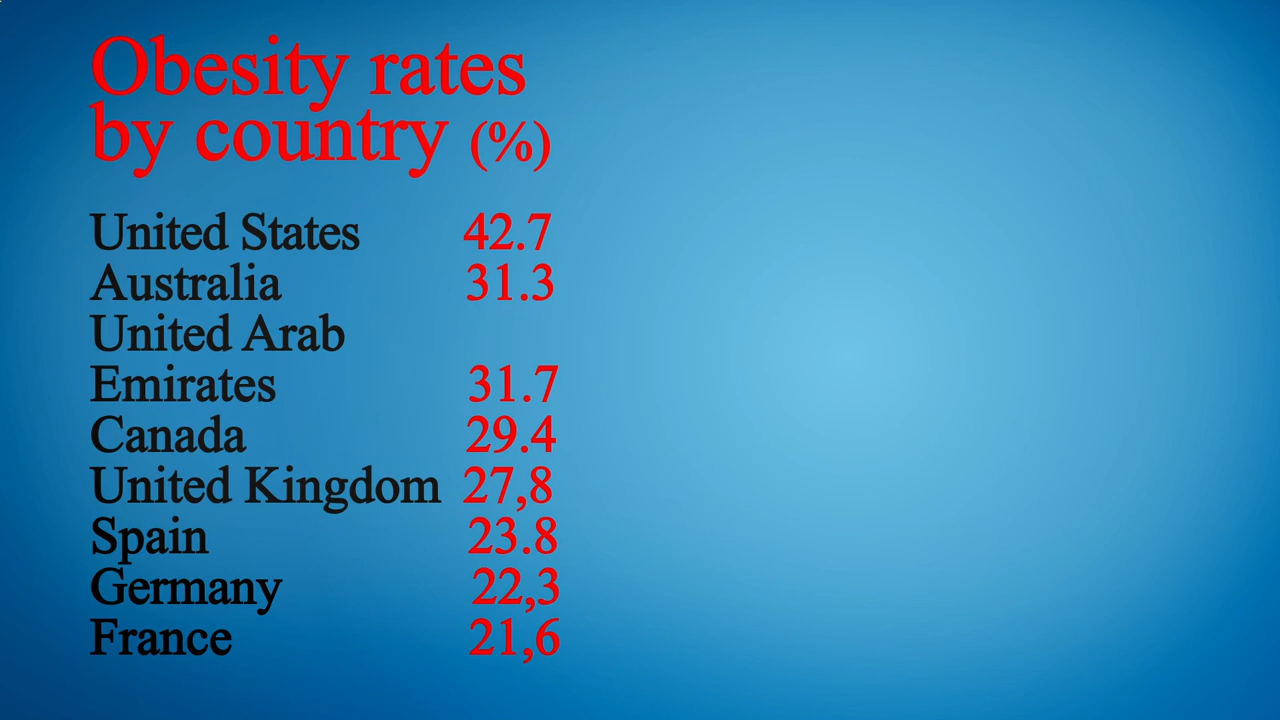 Obesity rates
by country (%)
United States 42.7
Australia 31.3
United Arab
Emirates 31.7
Canada 29.4
United Kingdom 27,8
Spain 23.8
Germany 22,3
France 21,6